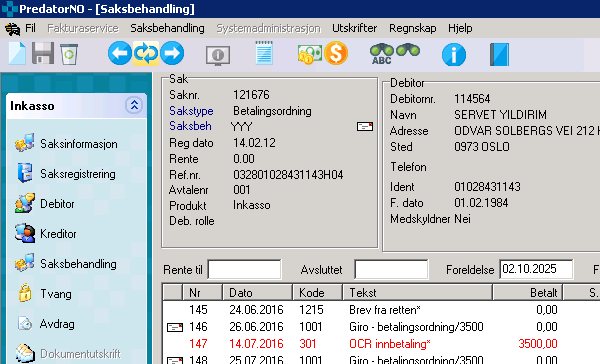 PredatorNO - [Saksbehandling]
Fil Fakturaservice Saksbehandling Systemadministrasjon Utskrifter Regnskap Hjelp
ABC
Inkasso
Saksinformasjon
Saksregistrering
Debitor
Kreditor
Saksbehandling
Tvang
Avdrag
Dokumentutskrift
Sak
Saknr. 121676
Sakstype Betalingsordning
Saksbeh YYY
Reg dato 14.02.12
Rente 0.00
Ref.nr. 032801028431143H04
Avtalenr 001
Produkt Inkasso
Deb. rolle
Debitor
Debitornr. 114564
Navn SERVET YILDIRIM
Adresse ODVAR SOLBERGS VEI 212 H
Sted 0973 OSLO
Telefon
Ident 01028431143
F. dato 01.02.1984
Medskyldner Nei
Rente til Avsluttet Foreldelse 02.10.2025 F
Nr Dato Kode Tekst Betalt S.
145 24.06.2016 1215 Brev fra retten* 0,00
146 26.06.2016 1001 Giro - betalingsordning/3500 0,00
147 14.07.2016 301 OCR innbetaling* 3500,00
148 25.07.2016 1001 Giro - betalingsordning/3500 0,00